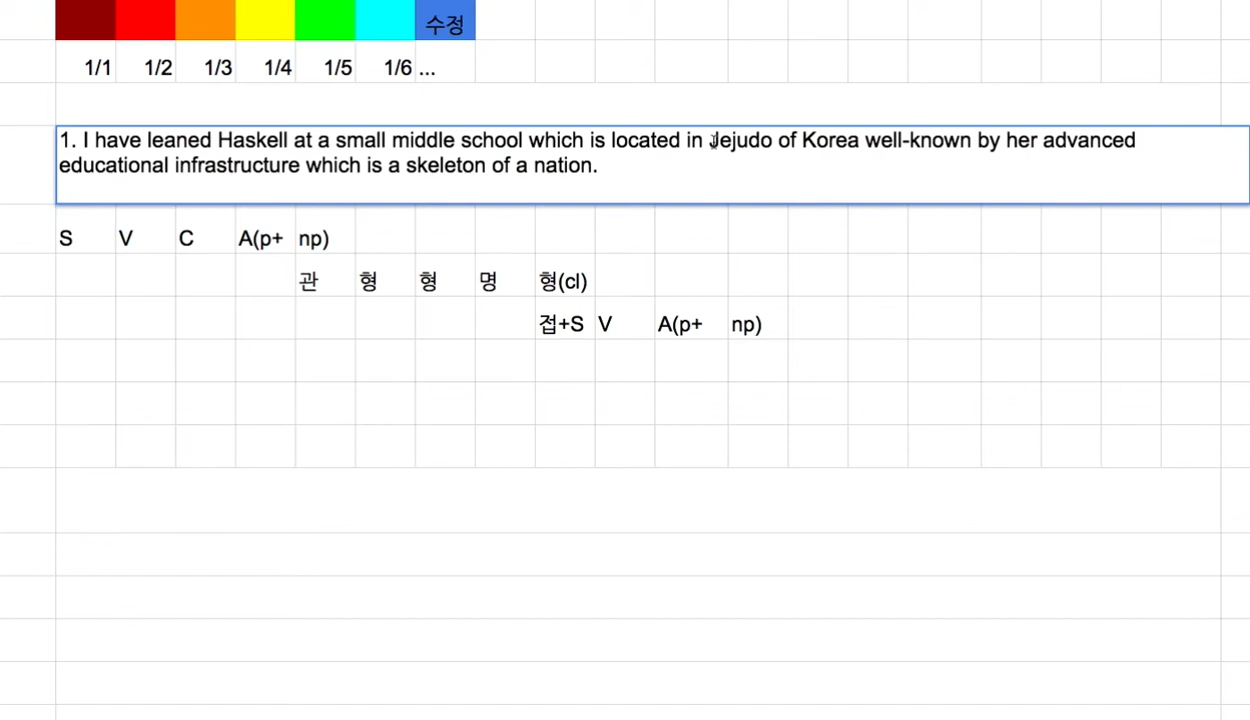 수정
1/1 1/2 1/3 1/4 1/5 1/6 ...
1. I have leaned Haskell at a small middle school which is located in Jejudo of Korea well-known by her advanced
educational infrastructure which is a skeleton of a nation.
S V C A(p+ np)
관 형 형 명 형(cl)
접+S V A(p+ np)